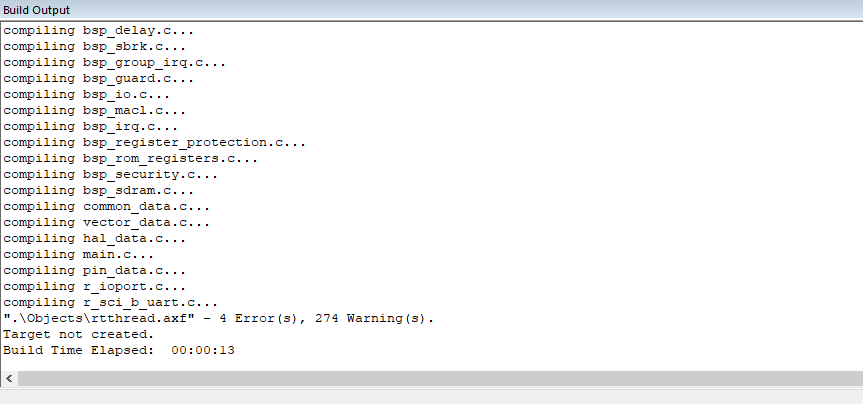 Build Output
compiling bsp_delay.c...
compiling bsp_sbrk.c...
compiling bsp_group_irq.c...
compiling bsp_guard.c...
compiling bsp_io.c...
compiling bsp_macl.c...
compiling bsp_irq.c...
compiling bsp_register_protection.c...
compiling bsp_rom_registers.c...
compiling bsp_security.c...
compiling bsp_sdram.c...
compiling common_data.c...
compiling vector_data.c...
compiling hal_data.c...
compiling main.c...
compiling pin_data.c...
compiling r_ioport.c...
compiling r_sci_b_uart.c...
".\Objects\rtthread.axf" - 4 Error(s), 274 Warning(s).
Target not created.
Build Time Elapsed:  00:00:13